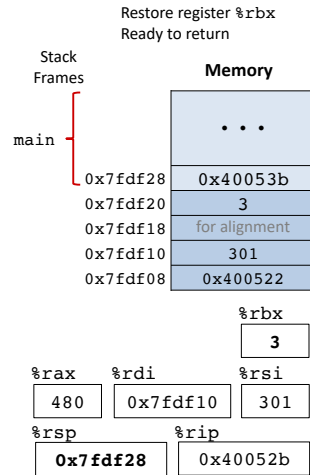 Restore register %rbx
Ready to return
Stack
Frames
Memory
• • •
main
0x7fdf28 0x40053b
0x7fdf20 3
0x7fdf18 for alignment
0x7fdf10 301
0x7fdf08 0x400522
%rbx
3
%rax %rdi %rsi
480 0x7fdf10 301
%rsp %rip
0x7fdf28 0x40052b